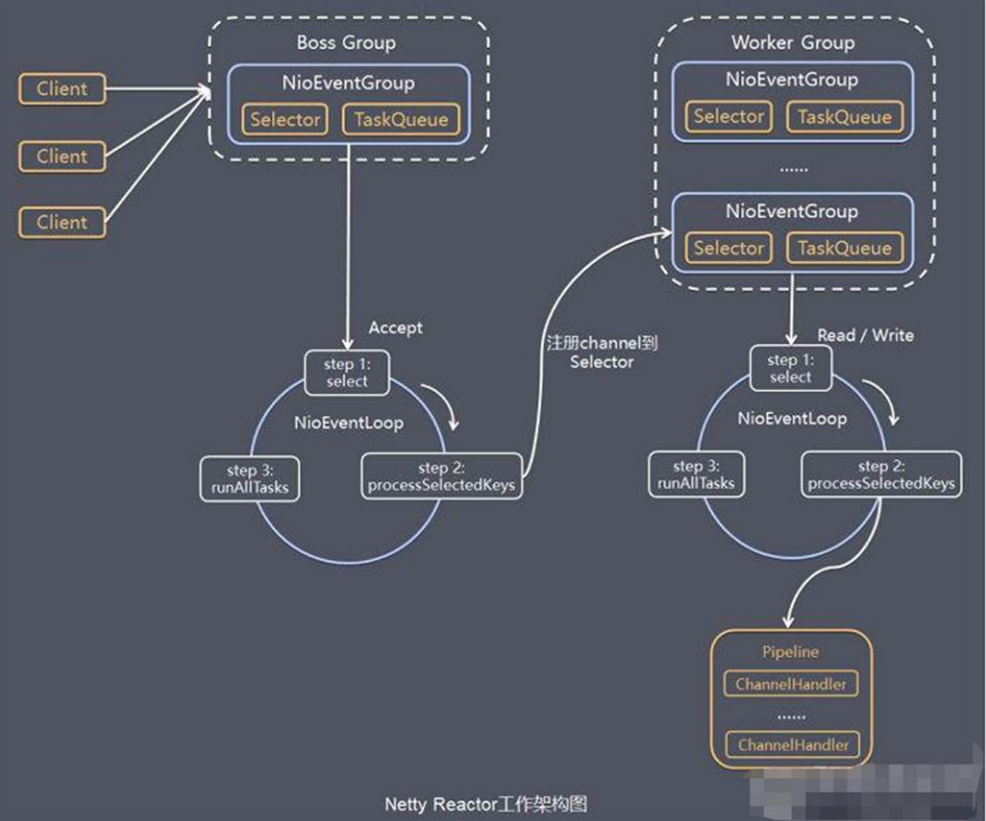 Boss Group
NioEventGroup
Selector
TaskQueue
Client
Client
Client
Worker Group
NioEventGroup
Selector
TaskQueue
......
NioEventGroup
Selector
TaskQueue
Accept
step 1:
select
NioEventLoop
step 2:
processSelectedKeys
step 3:
runAllTasks
注册channel到
Selector
Read / Write
step 1:
select
NioEventLoop
step 2:
processSelectedKeys
step 3:
runAllTasks
Pipeline
ChannelHandler
......
ChannelHandler
Netty Reactor工作架构图